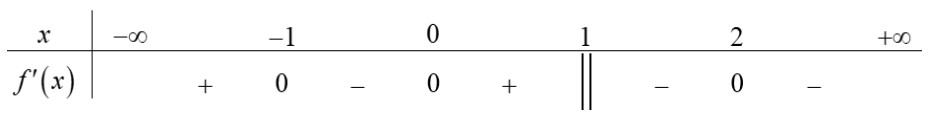 x −∞ −1 0 1 2 +∞
f′(x) + 0 − 0 + || − 0 −